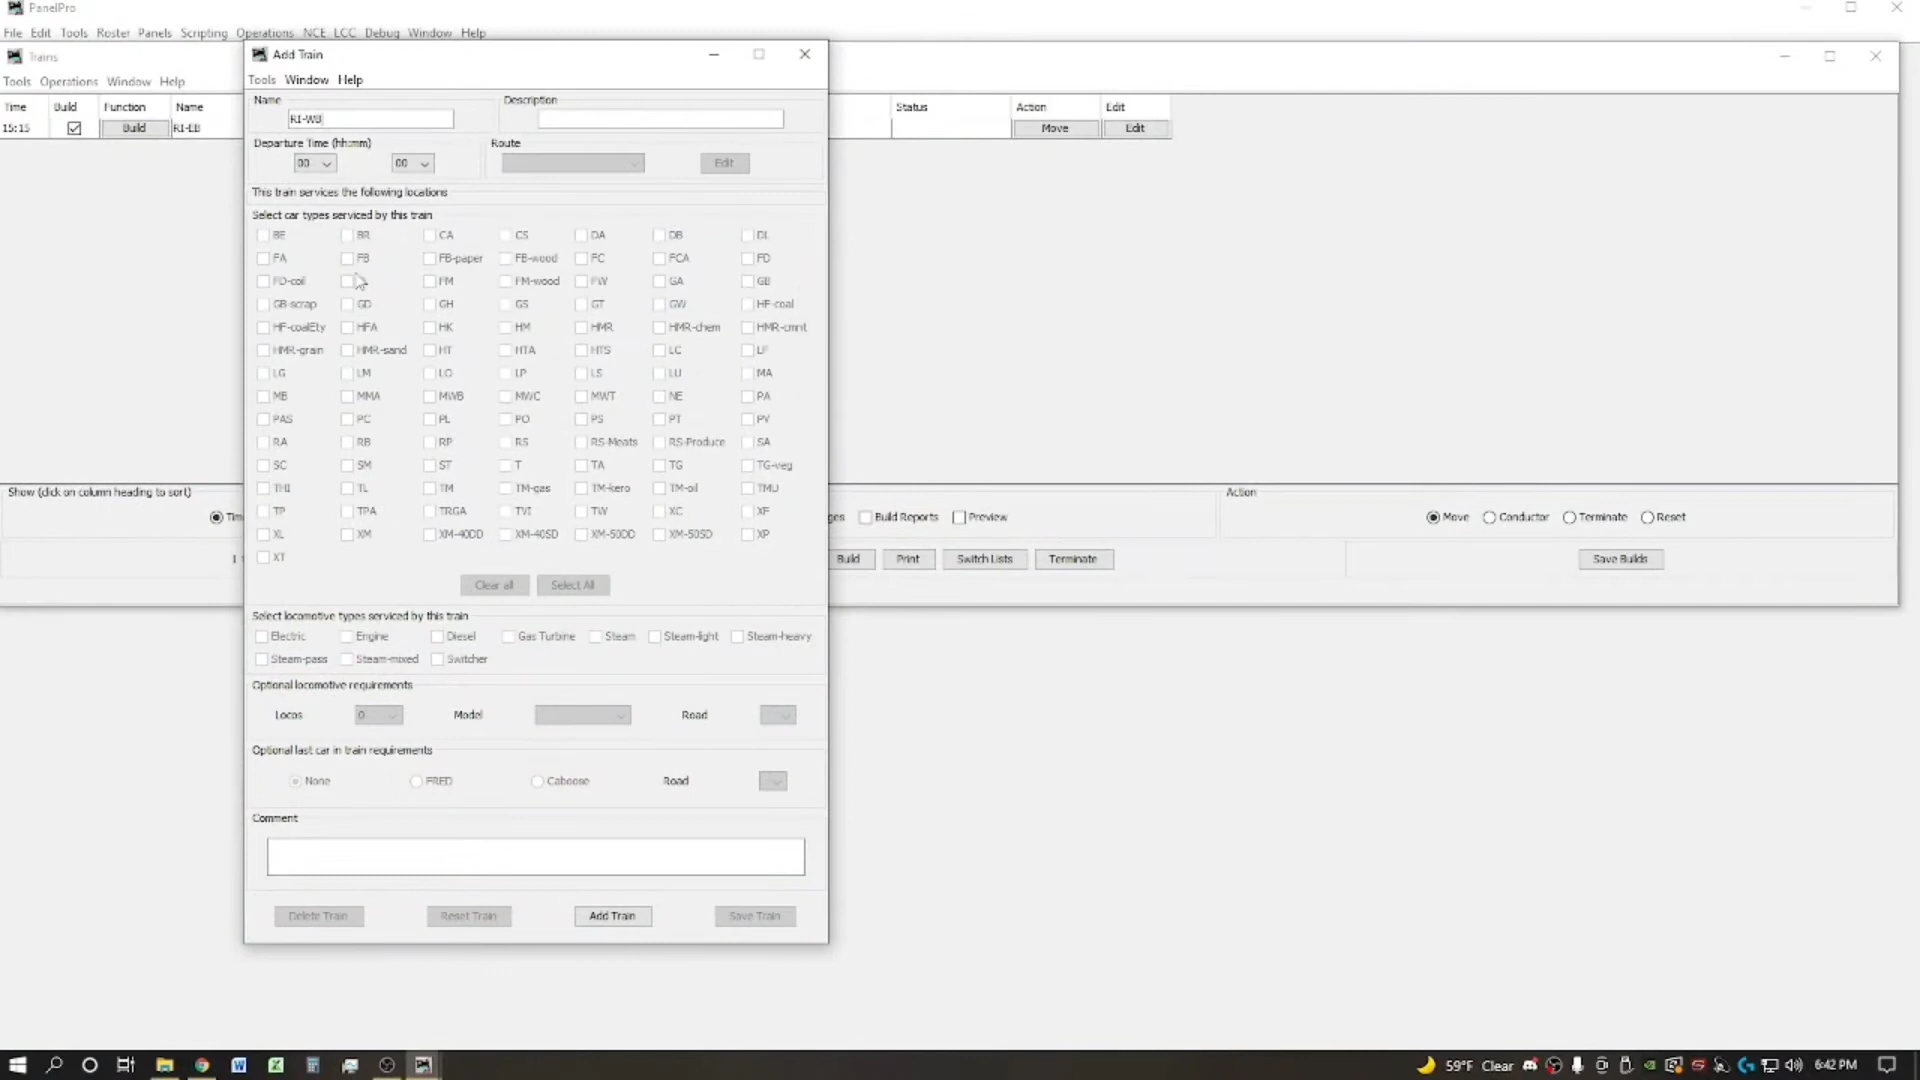 PanelPro
File Edit Tools Roster Panels Scripting Operations NCE LCC Debug Window Help
Trains
Tools Operations Window Help
Time Build Function Name Status Action Edit
15:15 Build RI-EB Move Edit
Add Train
Tools Window Help
Name Description
RI-WB
Departure Time (hh:mm) Route
00 00 Edit
This train services the following locations
Select car types serviced by this train
BE BR CA CS DA DB DL
FA FB FB-paper FB-wood FC FCA FD
FD-coil FM FM-wood FW GA GB
GB-scrap GD GH GS GT GW HF-coal
HF-coalEty HFA HK HM HMR HMR-chem HMR-cmnt
HMR-grain HMR-sand HT HTA HTS LC LF
LG LM LO LP LS LU MA
MB MMA MWB MWC MWT NE PA
PAS PC PL PO PS PT PV
RA RB RP RS RS-Meats RS-Produce SA
SC SM ST T TA TG TG-veg
THI TL TM TM-gas TM-kero TM-oil TMU
TP TPA TRGA TVI TW XC XF
XL XM XM-40DD XM-40SD XM-50DD XM-50SD XP
XT
Clear all Select All
Select locomotive types serviced by this train
Electric Engine Diesel Gas Turbine Steam Steam-light Steam-heavy
Steam-pass Steam-mixed Switcher
Optional locomotive requirements
Locos 0 Model Road
Optional last car in train requirements
None FRED Caboose Road
Comment
Delete Train Reset Train Add Train Save Train
Show (click on column heading to sort) Action
Build Reports Preview Move Conductor Terminate Reset
Build Print Switch Lists Terminate Save Builds
59°F Clear 6:42 PM